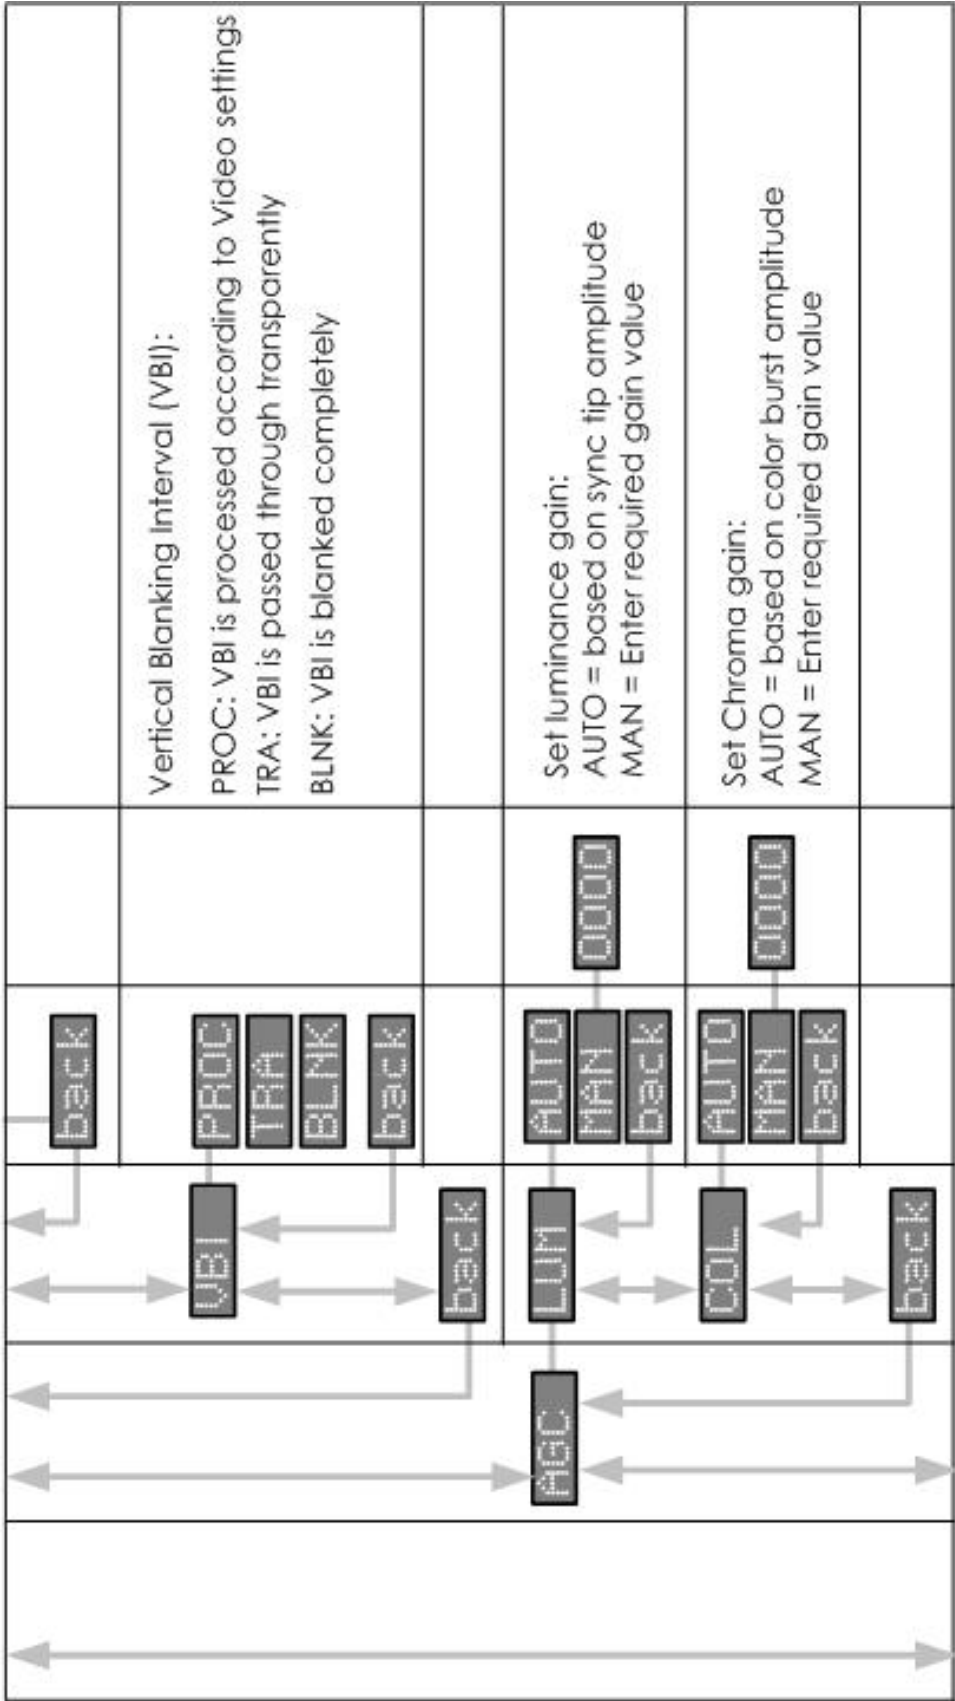 back
VBI
PROC
TRA
BLNK
back
Vertical Blanking Interval (VBI):
PROC: VBI is processed according to Video settings
TRA: VBI is passed through transparently
BLNK: VBI is blanked completely
back
AGC
LUM
AUTO
MAN
0000
back
Set luminance gain:
AUTO = based on sync tip amplitude
MAN = Enter required gain value
COL
AUTO
MAN
0000
back
Set Chroma gain:
AUTO = based on color burst amplitude
MAN = Enter required gain value
back